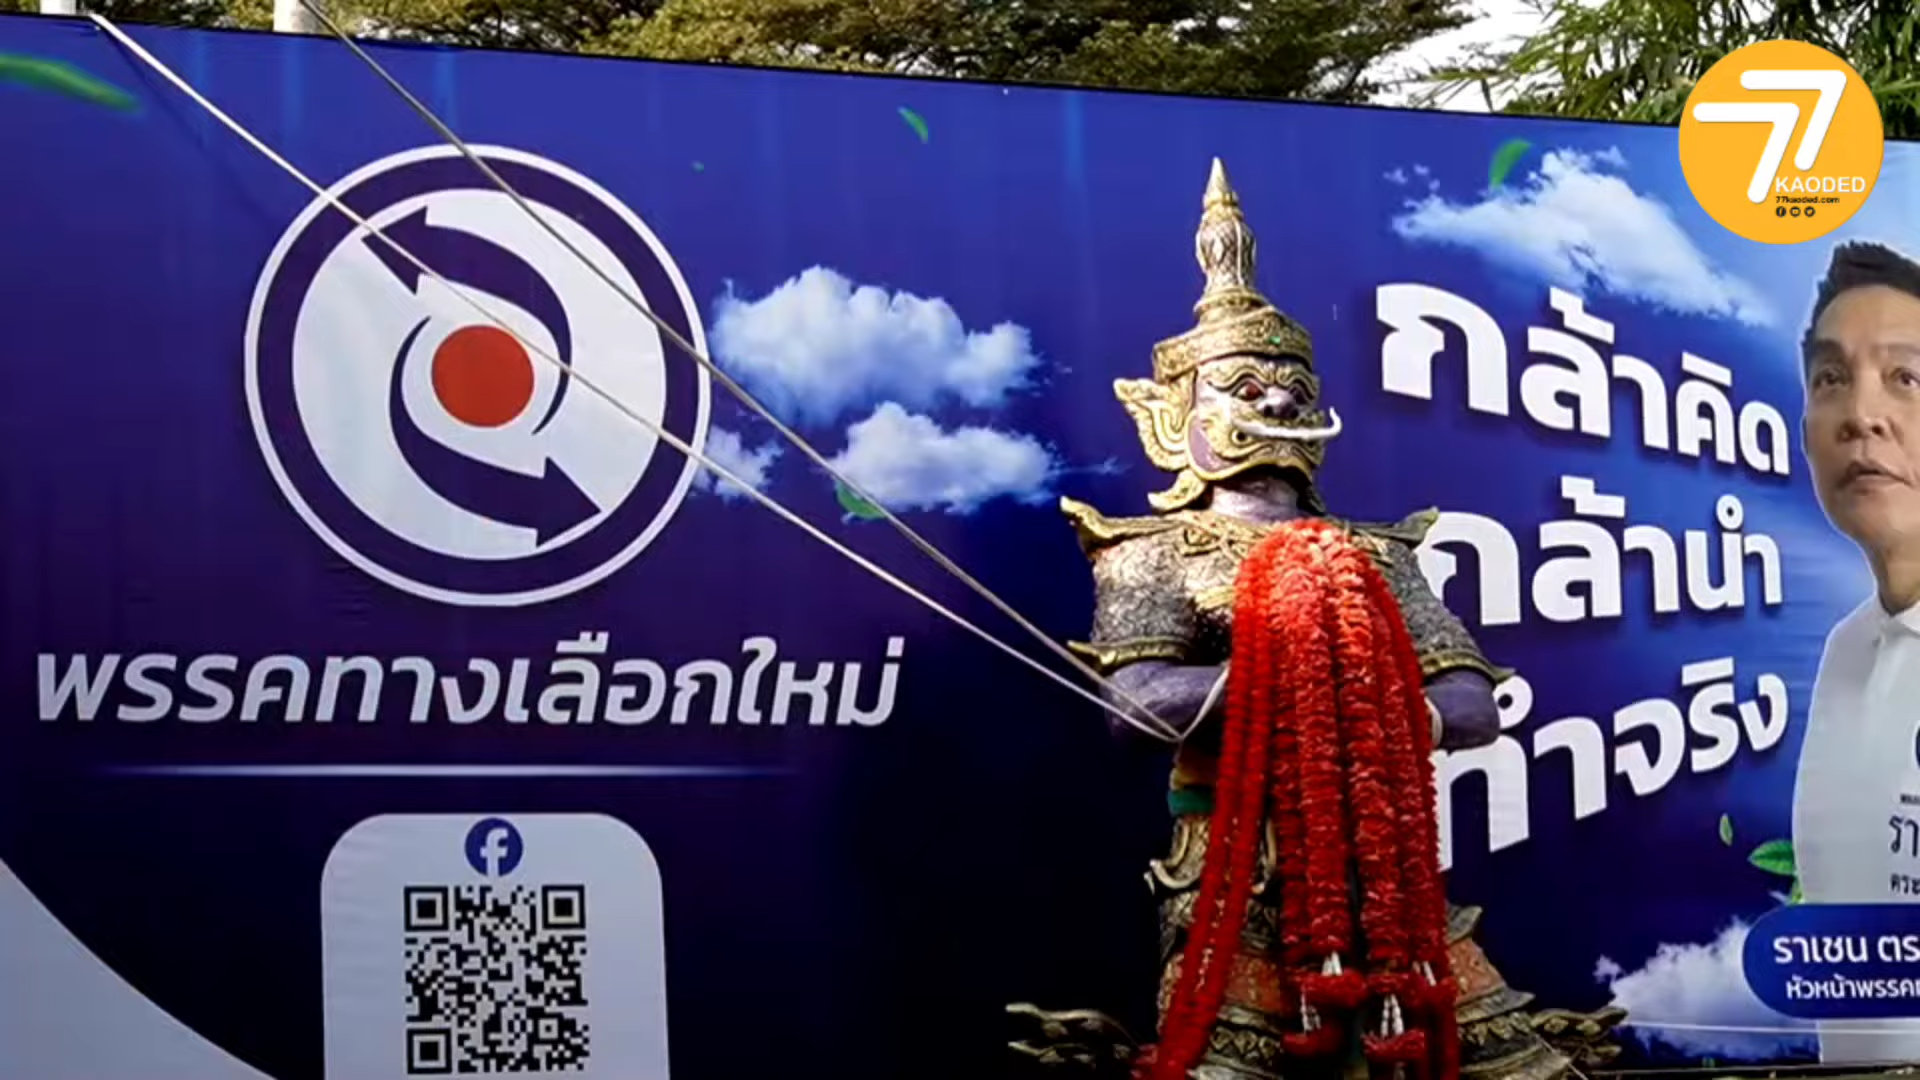 77
KAODED
77kaoded.com
กล้าคิด
กล้านำ
ทำจริง
พรรคทางเลือกใหม่
ราเชน
หัวหน้าพรรค